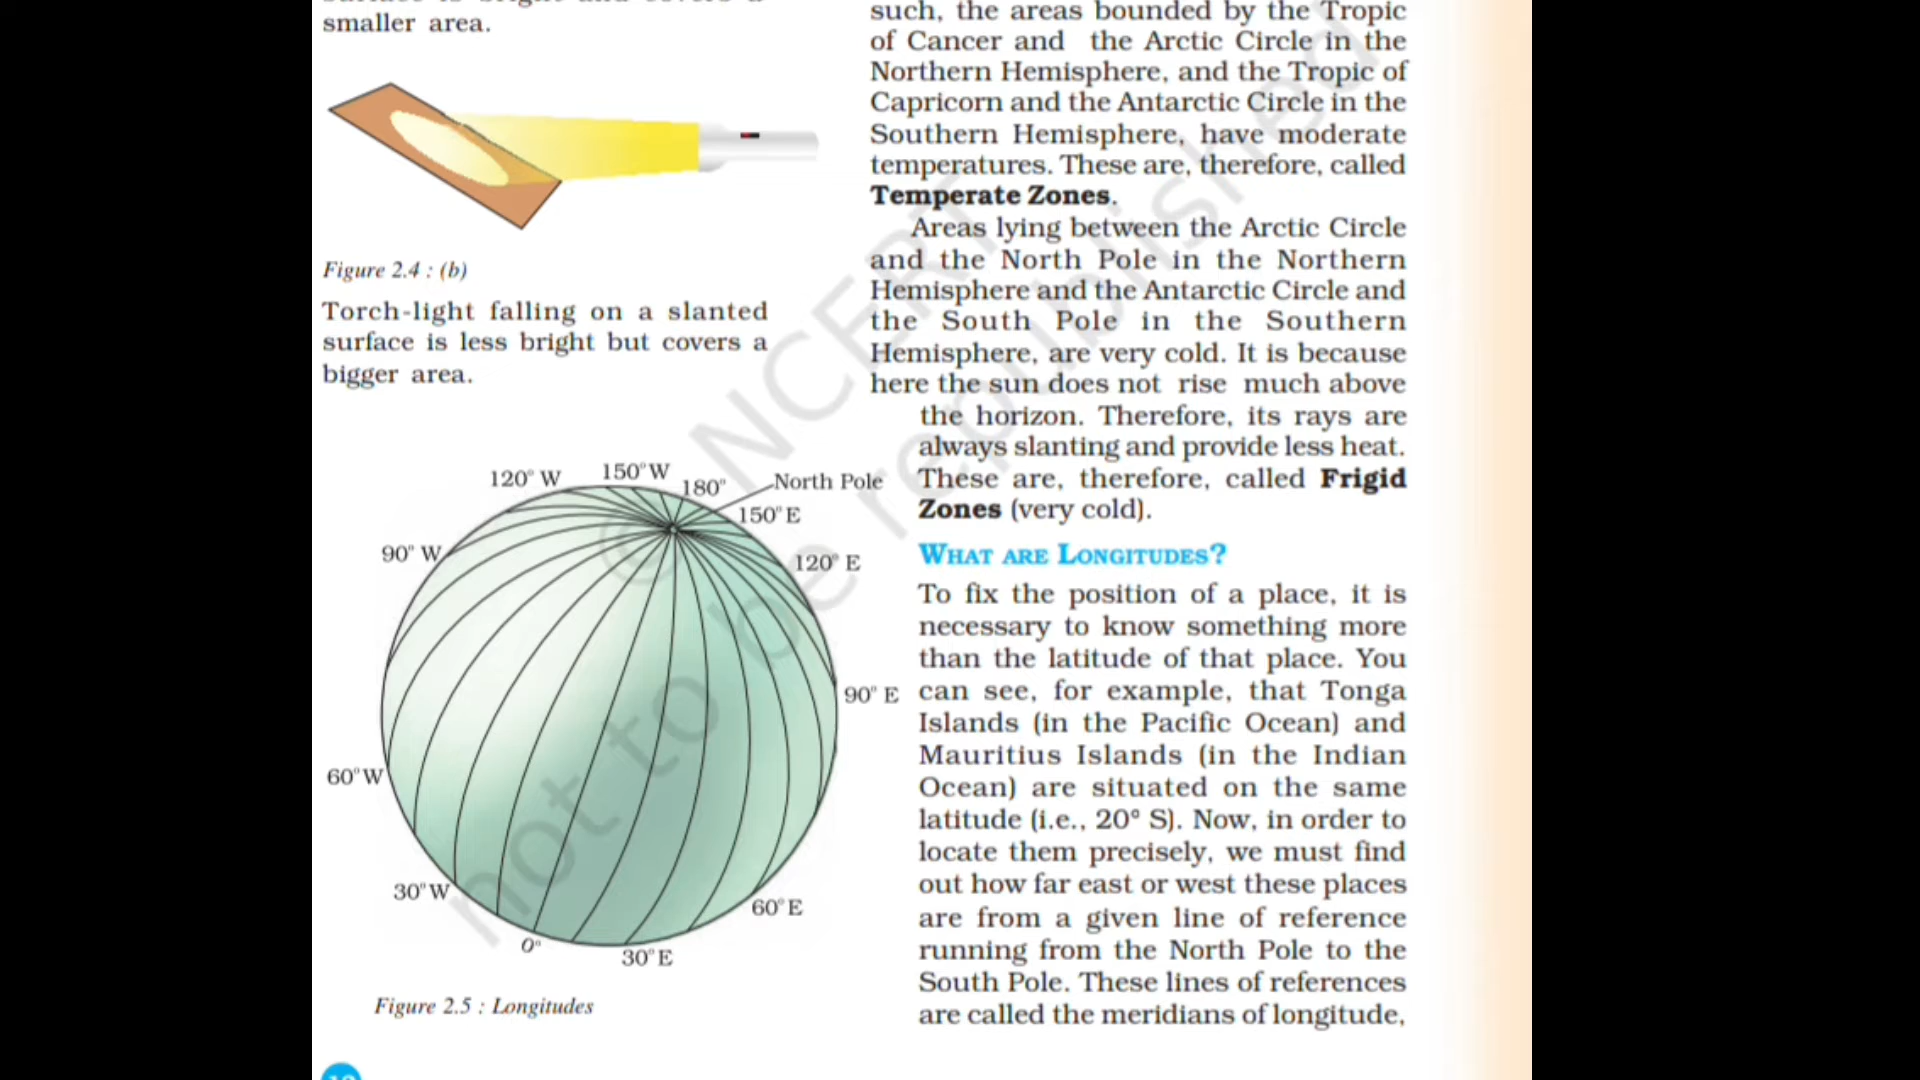 smaller area.
Figure 2.4 : (b)
Torch-light falling on a slanted
surface is less bright but covers a
bigger area.
120° W
150° W
180°
North Pole
150° E
90° W
120° E
90° E
60° W
30° W
60° E
0°
30° E
Figure 2.5 : Longitudes
such, the areas bounded by the Tropic
of Cancer and the Arctic Circle in the
Northern Hemisphere, and the Tropic of
Capricorn and the Antarctic Circle in the
Southern Hemisphere, have moderate
temperatures. These are, therefore, called
Temperate Zones.
Areas lying between the Arctic Circle
and the North Pole in the Northern
Hemisphere and the Antarctic Circle and
the South Pole in the Southern
Hemisphere, are very cold. It is because
here the sun does not rise much above
the horizon. Therefore, its rays are
always slanting and provide less heat.
These are, therefore, called Frigid
Zones (very cold).
WHAT ARE LONGITUDES?
To fix the position of a place, it is
necessary to know something more
than the latitude of that place. You
can see, for example, that Tonga
Islands (in the Pacific Ocean) and
Mauritius Islands (in the Indian
Ocean) are situated on the same
latitude (i.e., 20° S). Now, in order to
locate them precisely, we must find
out how far east or west these places
are from a given line of reference
running from the North Pole to the
South Pole. These lines of references
are called the meridians of longitude,
© NCERT
not to be republished